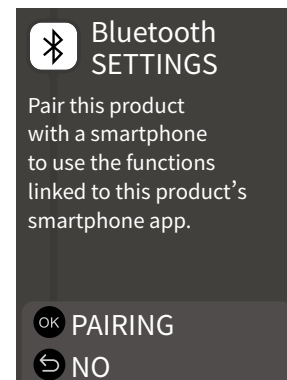 Bluetooth
SETTINGS
Pair this product
with a smartphone
to use the functions
linked to this product’s
smartphone app.
OK PAIRING
NO